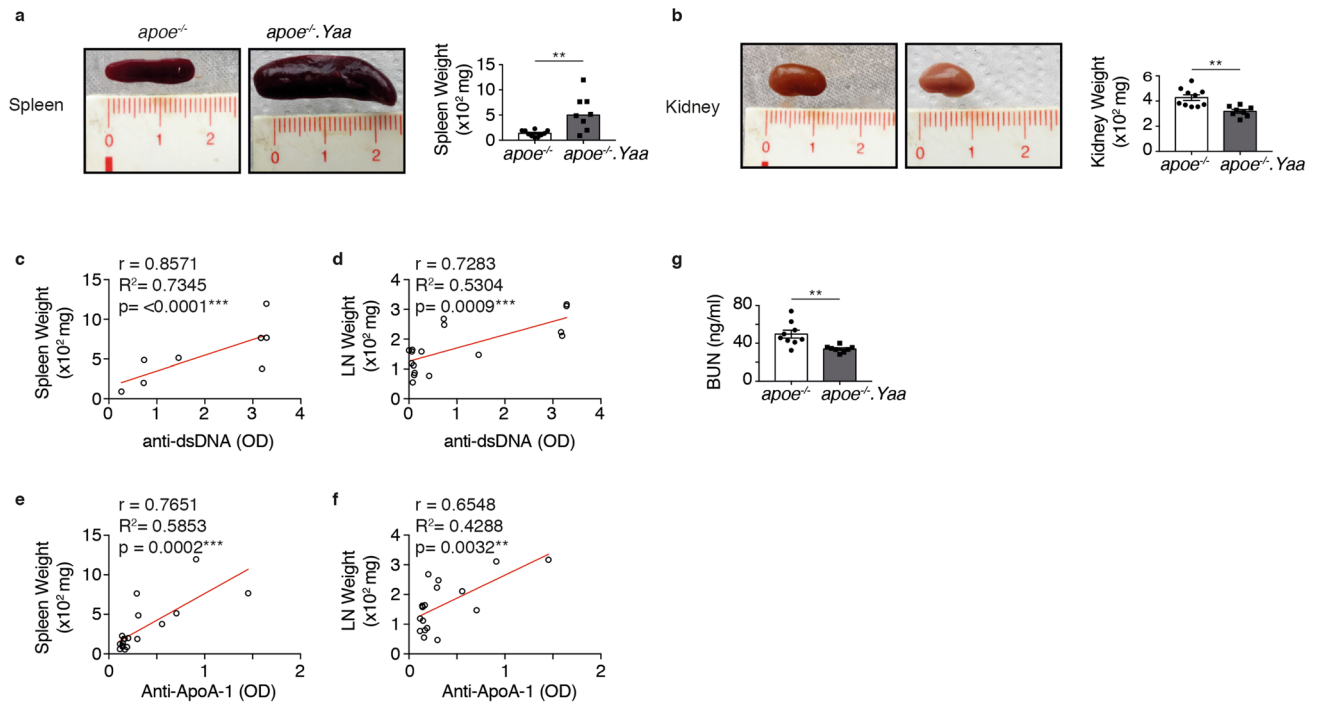 a
apoe-/-
apoe-/-.Yaa
Spleen
0 1 2
0 1 2
Spleen Weight
(x10² mg)
15
10
5
0
**
apoe-/-
apoe-/-.Yaa
b
Kidney
0 1 2
0 1 2
Kidney Weight
(x10² mg)
6
4
2
0
**
apoe-/-
apoe-/-.Yaa
c
r = 0.8571
R²= 0.7345
p= <0.0001***
Spleen Weight
(x10² mg)
15
10
5
0
0 1 2 3 4
anti-dsDNA (OD)
d
r = 0.7283
R²= 0.5304
p= 0.0009***
LN Weight
(x10² mg)
4
3
2
1
0
0 1 2 3 4
anti-dsDNA (OD)
g
BUN (ng/ml)
80
40
0
**
apoe-/-
apoe-/-.Yaa
e
r = 0.7651
R²= 0.5853
p = 0.0002***
Spleen Weight
(x10² mg)
15
10
5
0
0 1 2
Anti-ApoA-1 (OD)
f
r = 0.6548
R²= 0.4288
p= 0.0032**
LN Weight
(x10² mg)
4
3
2
1
0
0 1 2
Anti-ApoA-1 (OD)